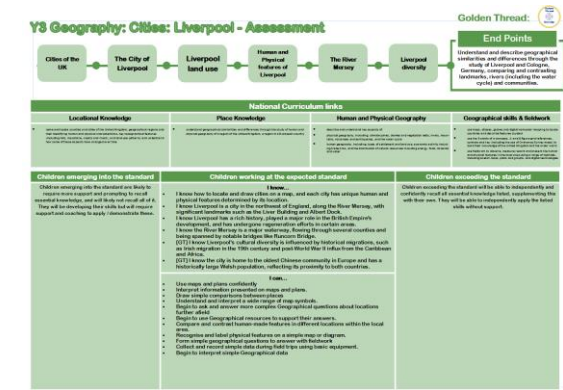 Y3 Geography: Cities: Liverpool - Assessment
Golden Thread:
End Points
Understand and describe geographical
similarities and differences through the
study of Liverpool and Cologne,
Germany, comparing and contrasting
landmarks, rivers (including the water
cycle) and communities.
Cities of the
UK
The City of
Liverpool
Liverpool
land use
Human and
Physical
features of
Liverpool
The River
Mersey
Liverpool
diversity
National Curriculum links
Locational Knowledge
Place Knowledge
Human and Physical Geography
Geographical skills & fieldwork
Children emerging into the standard
Children emerging into the standard are likely to
require more support and prompting to recall
essential knowledge, and will likely not recall all of it.
They will be developing their skills but will require
support and coaching to apply / demonstrate these.
Children working at the expected standard
I know...
I know how to locate and draw cities on a map, and each city has unique human and
physical features determined by its location.
I know Liverpool is a city in the northwest of England, along the River Mersey, with
significant landmarks such as the Liver Building and Albert Dock.
I know Liverpool has a rich history, played a major role in the British Empire's
development, and has undergone regeneration efforts in certain areas.
I know the River Mersey is a major waterway, flowing through several counties and
being spanned by notable bridges like Runcorn Bridge.
[GT] I know Liverpool's cultural diversity is influenced by historical migrations, such
as Irish migration in the 19th century and post-World War II influx from the Caribbean
and Africa.
[GT] I know the city is home to the oldest Chinese community in Europe and has a
historically large Welsh population, reflecting its proximity to both countries.
I can...
Use maps and plans confidently
Interpret information presented on maps and plans.
Draw simple comparisons between places
Understand and interpret a wide range of map symbols.
Begin to ask and answer more complex Geographical questions about locations
further afield
Begin to use Geographical resources to support their answers.
Compare and contrast human-made features in different locations within the local
area.
Recognise and label physical features on a simple map or diagram.
Form simple geographical questions to answer with fieldwork
Collect and record simple data during field trips using basic equipment.
Begin to interpret simple Geographical data
Children exceeding the standard
Children exceeding the standard will be able to independently and
confidently recall all essential knowledge listed, supplementing this
with their own. They will be able to independently apply the listed
skills without support.